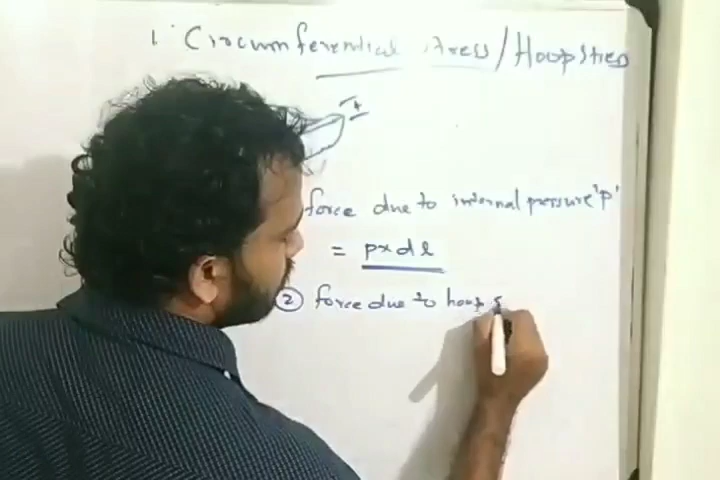 1. Circumferential stress/Hoop stress
t
force due to internal pressure 'p'
= p×dl
② force due to hoop s